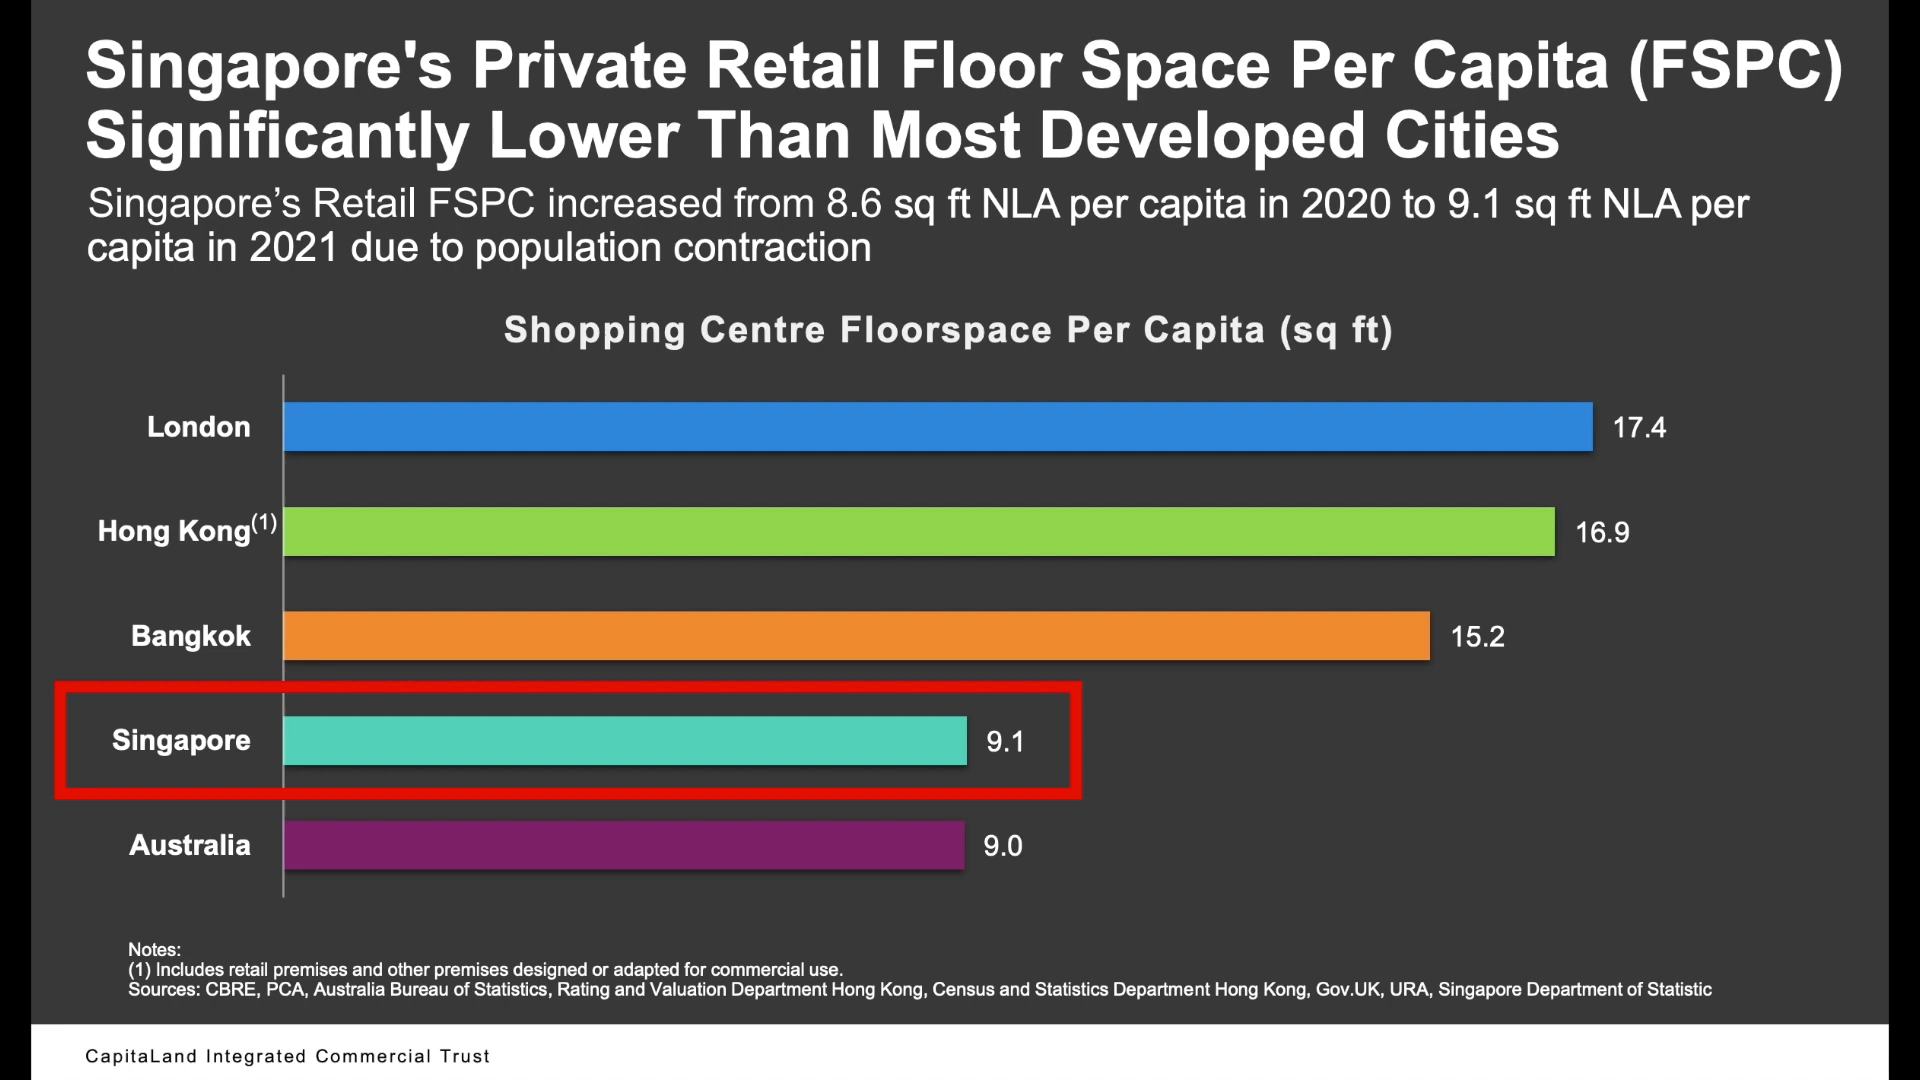 Singapore's Private Retail Floor Space Per Capita (FSPC)
Significantly Lower Than Most Developed Cities
Singapore’s Retail FSPC increased from 8.6 sq ft NLA per capita in 2020 to 9.1 sq ft NLA per
capita in 2021 due to population contraction
Shopping Centre Floorspace Per Capita (sq ft)
London 17.4
Hong Kong(1) 16.9
Bangkok 15.2
Singapore 9.1
Australia 9.0
Notes:
(1) Includes retail premises and other premises designed or adapted for commercial use.
Sources: CBRE, PCA, Australia Bureau of Statistics, Rating and Valuation Department Hong Kong, Census and Statistics Department Hong Kong, Gov.UK, URA, Singapore Department of Statistic
CapitaLand Integrated Commercial Trust